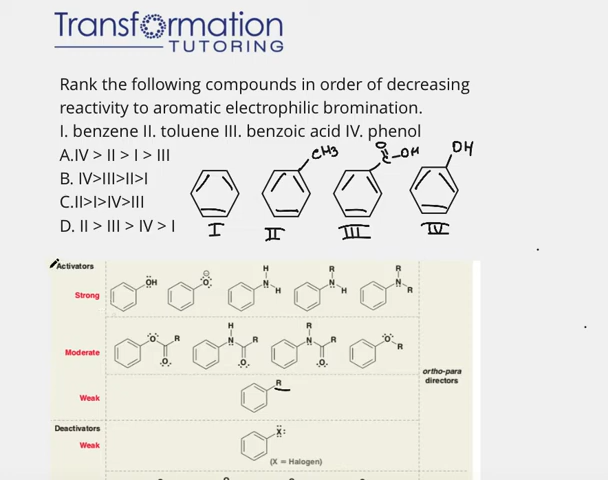 Transformation
TUTORING
Rank the following compounds in order of decreasing
reactivity to aromatic electrophilic bromination.
I. benzene II. toluene III. benzoic acid IV. phenol
A.IV > II > I > III
B. IV>III>II>I
C.II>I>IV>III
D. II > III > IV > I
CH3
O
C-OH
OH
I
II
III
IV
Activators
Strong
OH
O
H
N
H
R
N
H
R
N
R
Moderate
O
R
O
H
N
R
O
R
N
R
O
O
R
ortho-para
directors
Weak
R
Deactivators
Weak
X:
(X = Halogen)